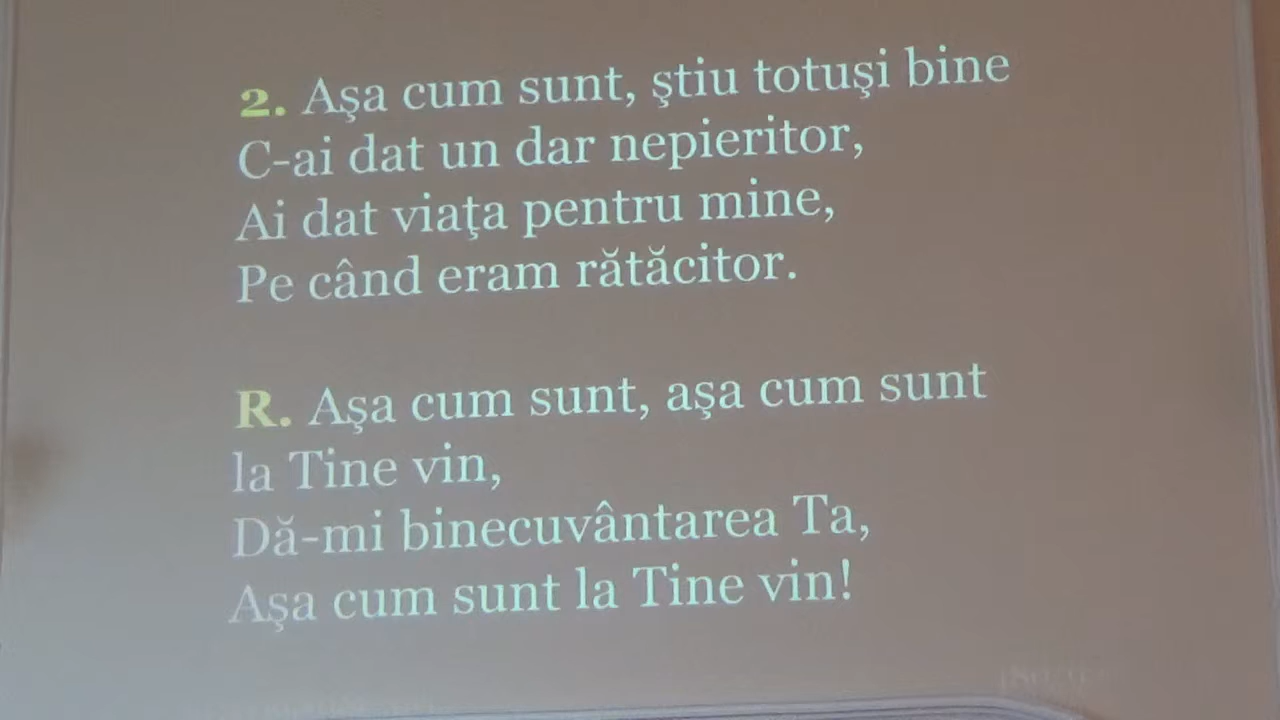 2. Aşa cum sunt, ştiu totuşi bine
C-ai dat un dar nepieritor,
Ai dat viaţa pentru mine,
Pe când eram rătăcitor.
R. Aşa cum sunt, aşa cum sunt
la Tine vin,
Dă-mi binecuvântarea Ta,
Aşa cum sunt la Tine vin!